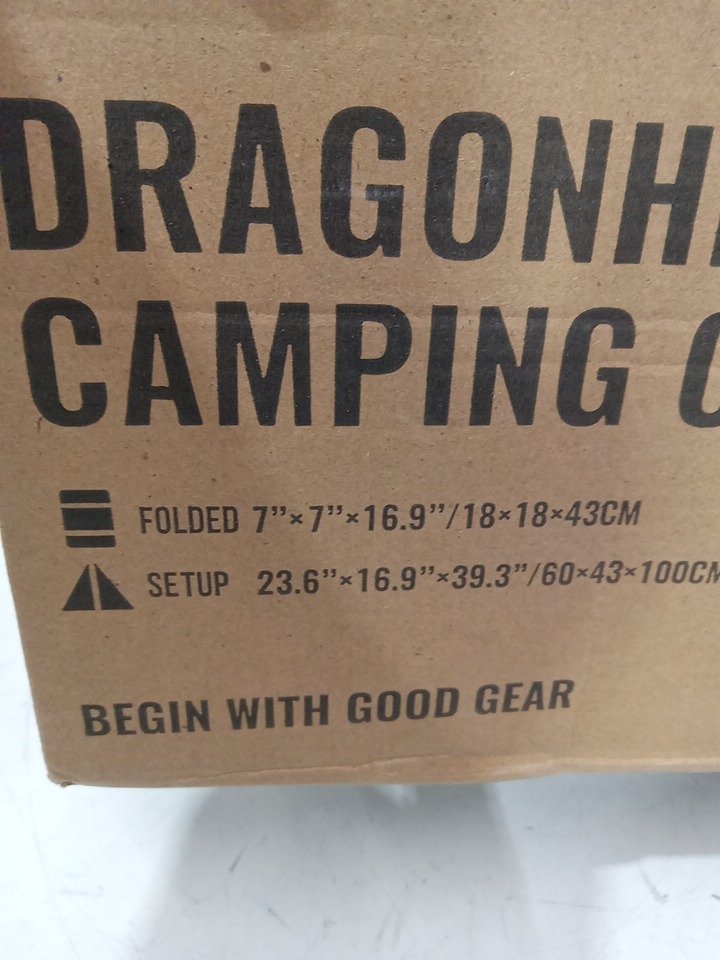 DRAGONH
CAMPING C
FOLDED 7”×7”×16.9”/18×18×43CM
SETUP 23.6”×16.9”×39.3”/60×43×100CM
BEGIN WITH GOOD GEAR